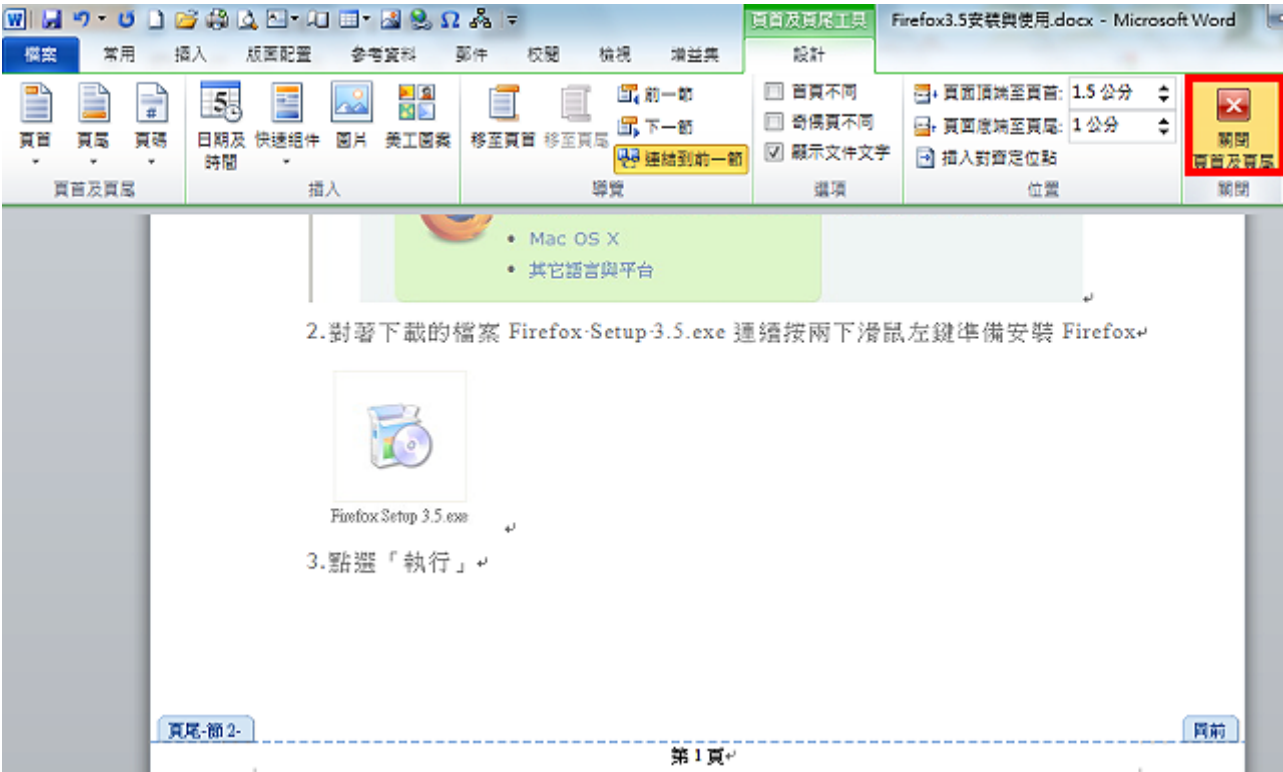 頁首及頁尾工具 Firefox3.5安裝與使用.docx - Microsoft Word
檔案 常用 插入 版面配置 參考資料 郵件 校閱 檢視 增益集 設計
頁首 頁尾 頁碼 日期及時間 快速組件 圖片 美工圖案 移至頁首 移至頁尾
前一節
下一節
連結到前一節
首頁不同
奇偶頁不同
顯示文件文字
頁面頂端至頁首: 1.5 公分
頁面底端至頁尾: 1 公分
插入對齊定位點
關閉
頁首及頁尾
頁首及頁尾 插入 導覽 選項 位置 關閉
• Mac OS X
• 其它語言與平台
2.對著下載的檔案 Firefox·Setup·3.5.exe 連續按兩下滑鼠左鍵準備安裝 Firefox↵
Firefox Setup 3.5.exe ↵
3.點選「執行」↵
頁尾-節 2- 同前
第 1 頁↵